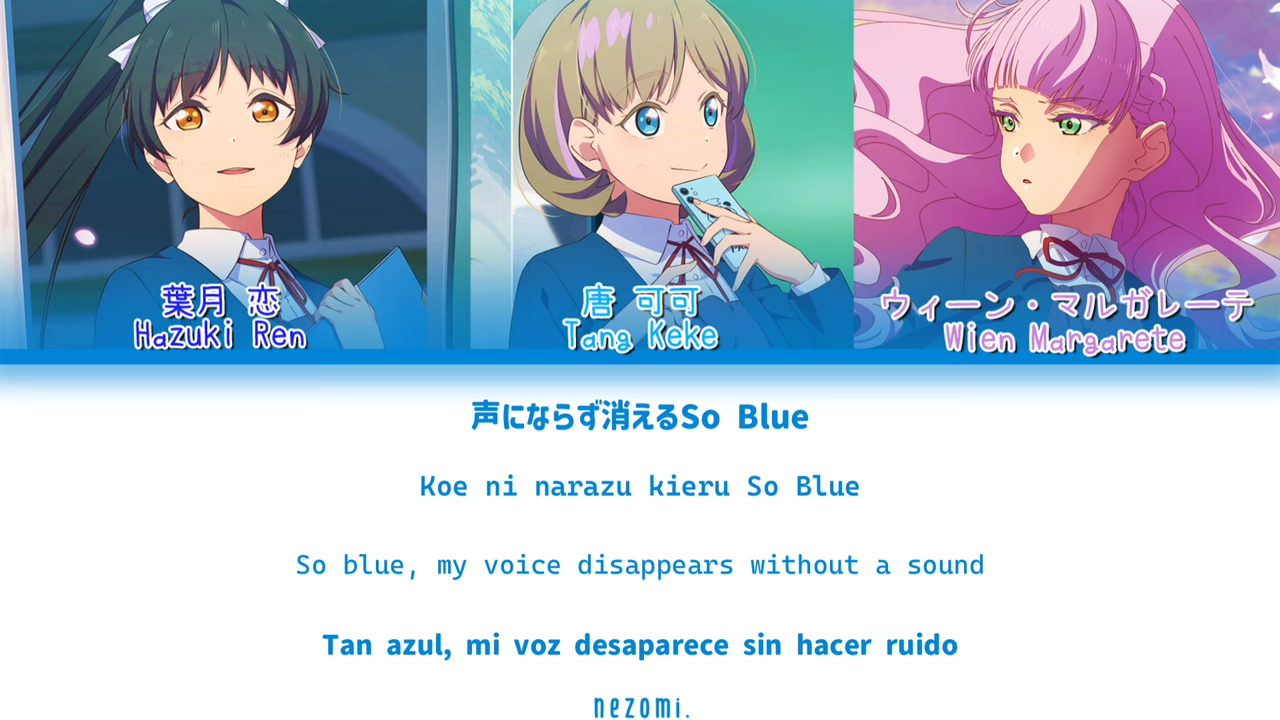 葉月 恋
Hazuki Ren
唐 可可
Tang Keke
ウィーン・マルガレーテ
Wien Margarete
声にならず消えるSo Blue
Koe ni narazu kieru So Blue
So blue, my voice disappears without a sound
Tan azul, mi voz desaparece sin hacer ruido
nezomi.